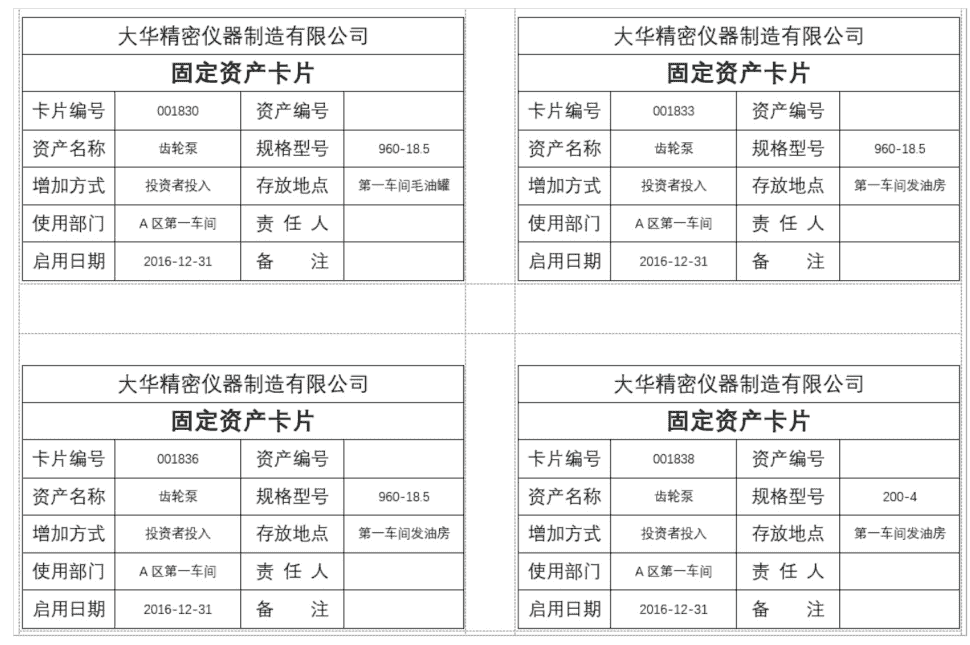 大华精密仪器制造有限公司
固定资产卡片
卡片编号 001830 资产编号
资产名称 齿轮泵 规格型号 960-18.5
增加方式 投资者投入 存放地点 第一车间毛油罐
使用部门 A 区第一车间 责 任 人
启用日期 2016-12-31 备 注
大华精密仪器制造有限公司
固定资产卡片
卡片编号 001833 资产编号
资产名称 齿轮泵 规格型号 960-18.5
增加方式 投资者投入 存放地点 第一车间发油房
使用部门 A 区第一车间 责 任 人
启用日期 2016-12-31 备 注
大华精密仪器制造有限公司
固定资产卡片
卡片编号 001836 资产编号
资产名称 齿轮泵 规格型号 960-18.5
增加方式 投资者投入 存放地点 第一车间发油房
使用部门 A 区第一车间 责 任 人
启用日期 2016-12-31 备 注
大华精密仪器制造有限公司
固定资产卡片
卡片编号 001838 资产编号
资产名称 齿轮泵 规格型号 200-4
增加方式 投资者投入 存放地点 第一车间发油房
使用部门 A 区第一车间 责 任 人
启用日期 2016-12-31 备 注